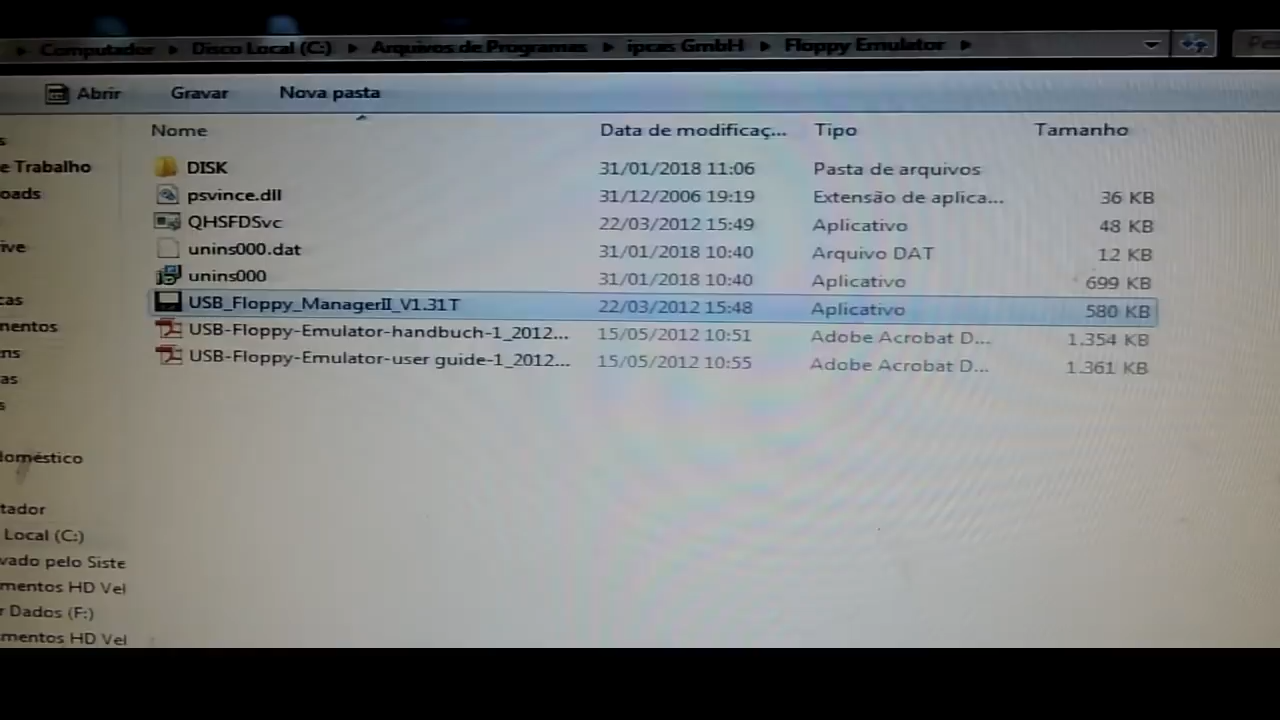 Computador ▸ Disco Local (C:) ▸ Arquivos de Programas ▸ ipcas GmbH ▸ Floppy Emulator ▸
Abrir Gravar Nova pasta
Nome Data de modificaç... Tipo Tamanho
DISK 31/01/2018 11:06 Pasta de arquivos
e Trabalho
psvince.dll 31/12/2006 19:19 Extensão de aplica... 36 KB
oads
QHSFDSvc 22/03/2012 15:49 Aplicativo 48 KB
unins000.dat 31/01/2018 10:40 Arquivo DAT 12 KB
ive
unins000 31/01/2018 10:40 Aplicativo 699 KB
USB_Floppy_ManagerII_V1.31T 22/03/2012 15:48 Aplicativo 580 KB
cas
USB-Floppy-Emulator-handbuch-1_2012... 15/05/2012 10:51 Adobe Acrobat D... 1.354 KB
mentos
USB-Floppy-Emulator-user guide-1_2012... 15/05/2012 10:55 Adobe Acrobat D... 1.361 KB
ns
as
s
doméstico
tador
Local (C:)
vado pelo Siste
mentos HD Vel
r Dados (F:)
mentos HD Vel